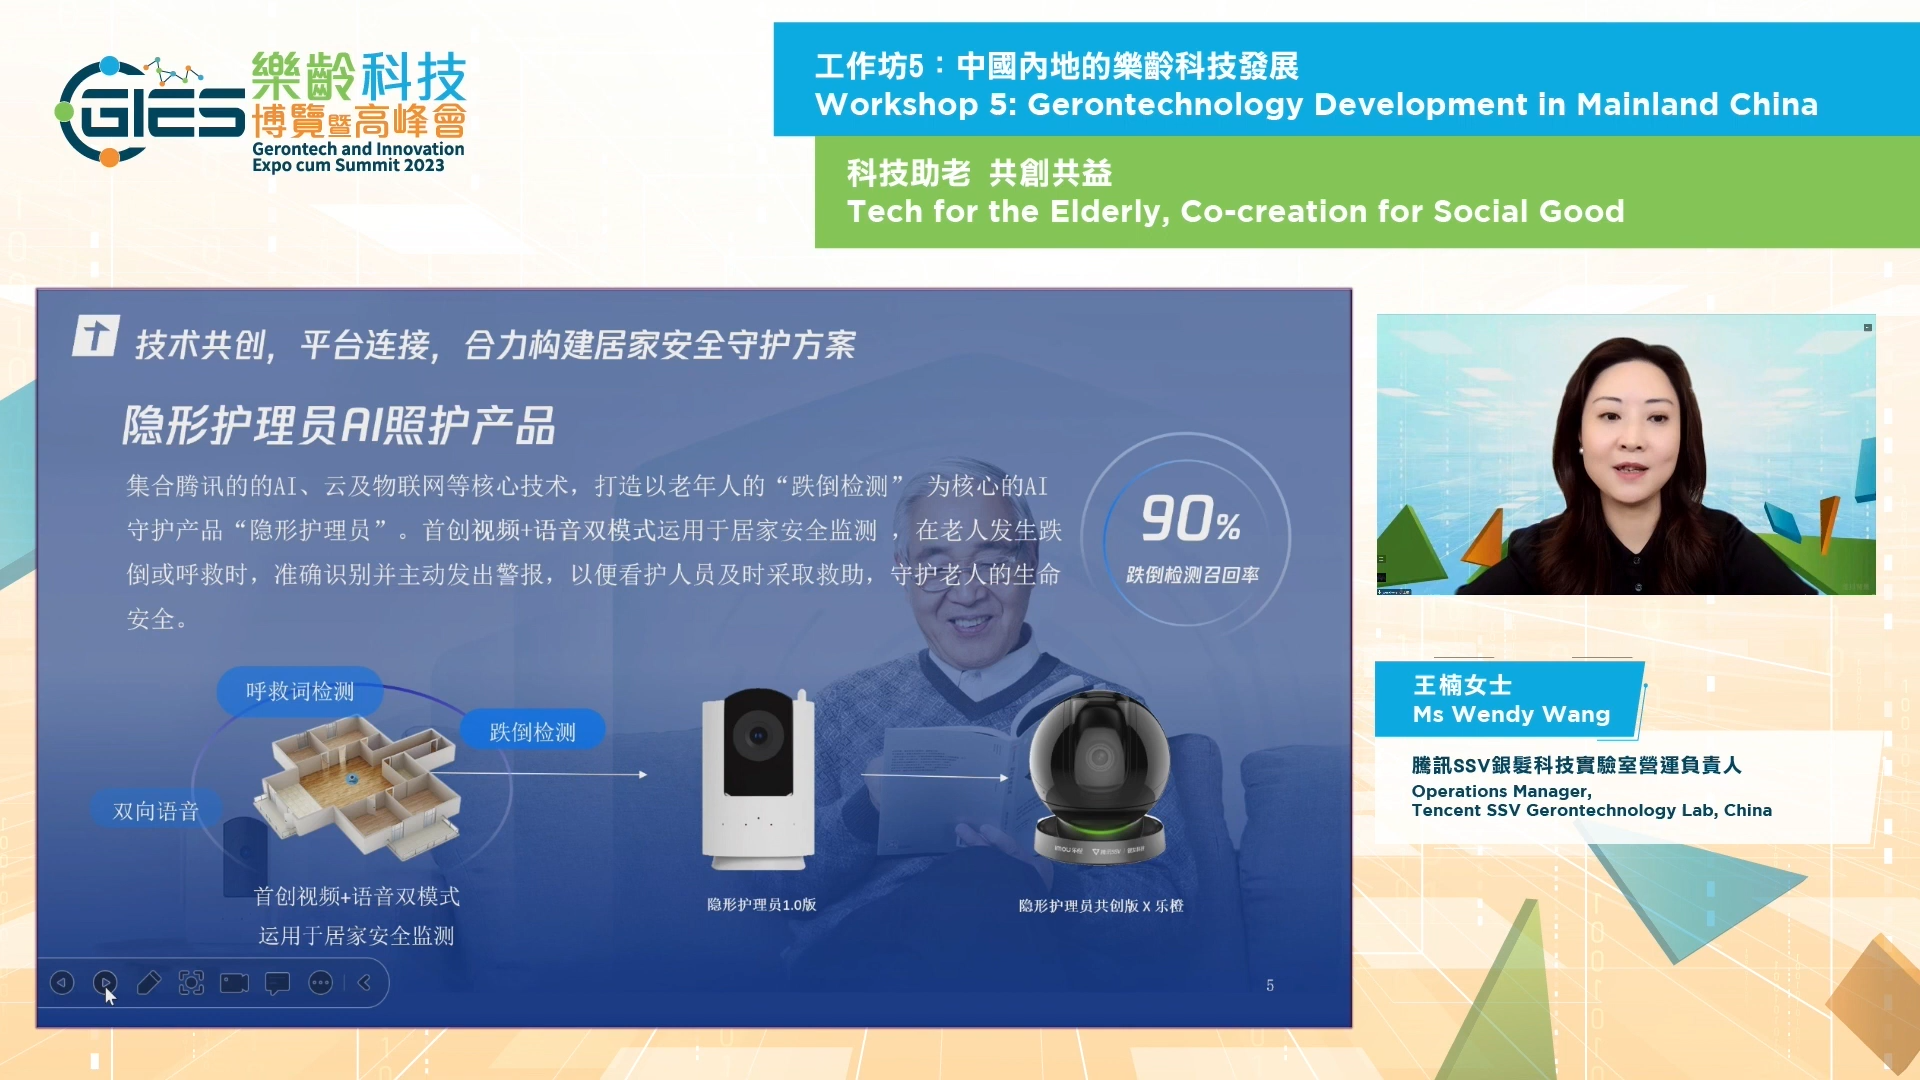 GIES
樂齡科技
博覽暨高峰會
Gerontech and Innovation
Expo cum Summit 2023
工作坊5：中國內地的樂齡科技發展
Workshop 5: Gerontechnology Development in Mainland China
科技助老 共創共益
Tech for the Elderly, Co-creation for Social Good
技术共创，平台连接，合力构建居家安全守护方案
隐形护理员AI照护产品
集合腾讯的的AI、云及物联网等核心技术，打造以老年人的“跌倒检测” 为核心的AI
守护产品“隐形护理员”。首创视频+语音双模式运用于居家安全监测 ，在老人发生跌
倒或呼救时，准确识别并主动发出警报，以便看护人员及时采取救助，守护老人的生命
安全。
90%
跌倒检测召回率
呼救词检测
跌倒检测
双向语音
首创视频+语音双模式
运用于居家安全监测
隐形护理员1.0版
隐形护理员共创版 X 乐橙
5
王楠女士
Ms Wendy Wang
騰訊SSV銀髮科技實驗室營運負責人
Operations Manager,
Tencent SSV Gerontechnology Lab, China